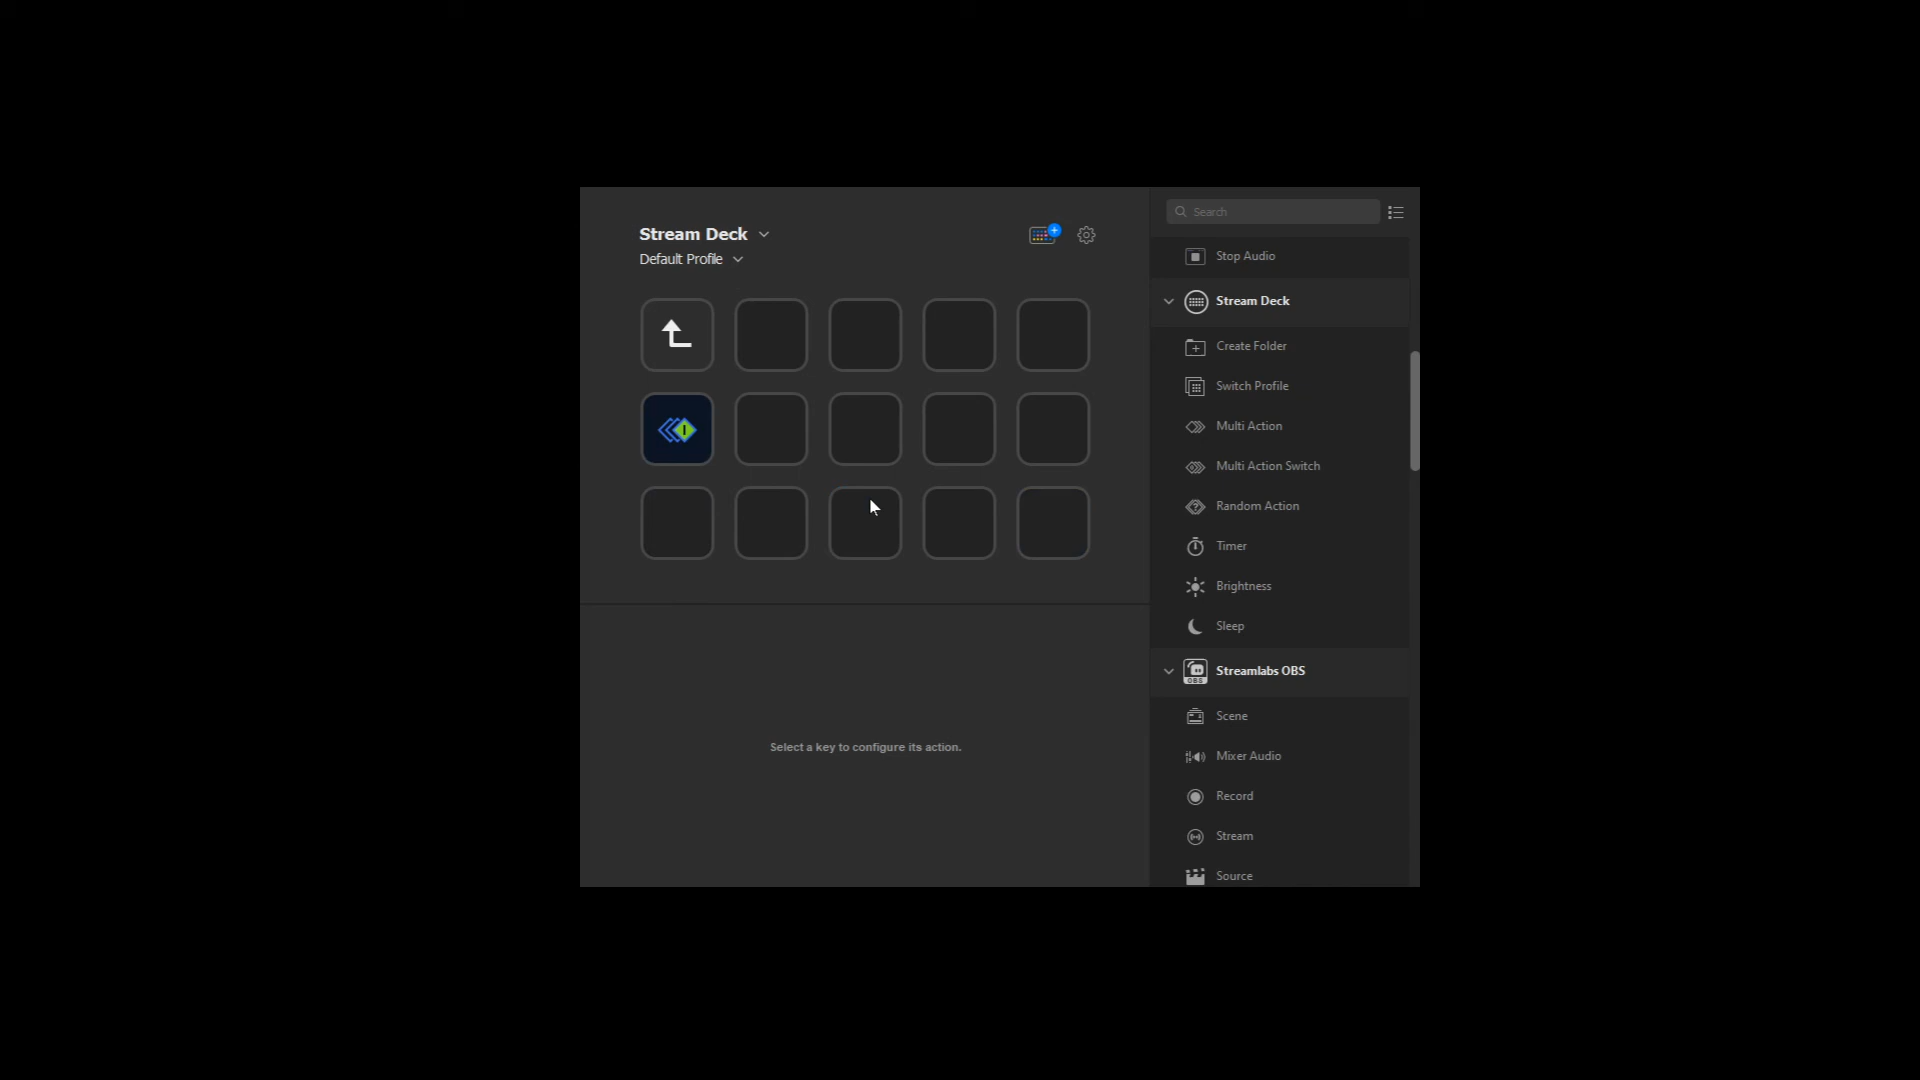 Stream Deck
Default Profile
Select a key to configure its action.
Search
Stop Audio
Stream Deck
Create Folder
Switch Profile
Multi Action
Multi Action Switch
Random Action
Timer
Brightness
Sleep
OBS
Streamlabs OBS
Scene
Mixer Audio
Record
Stream
Source